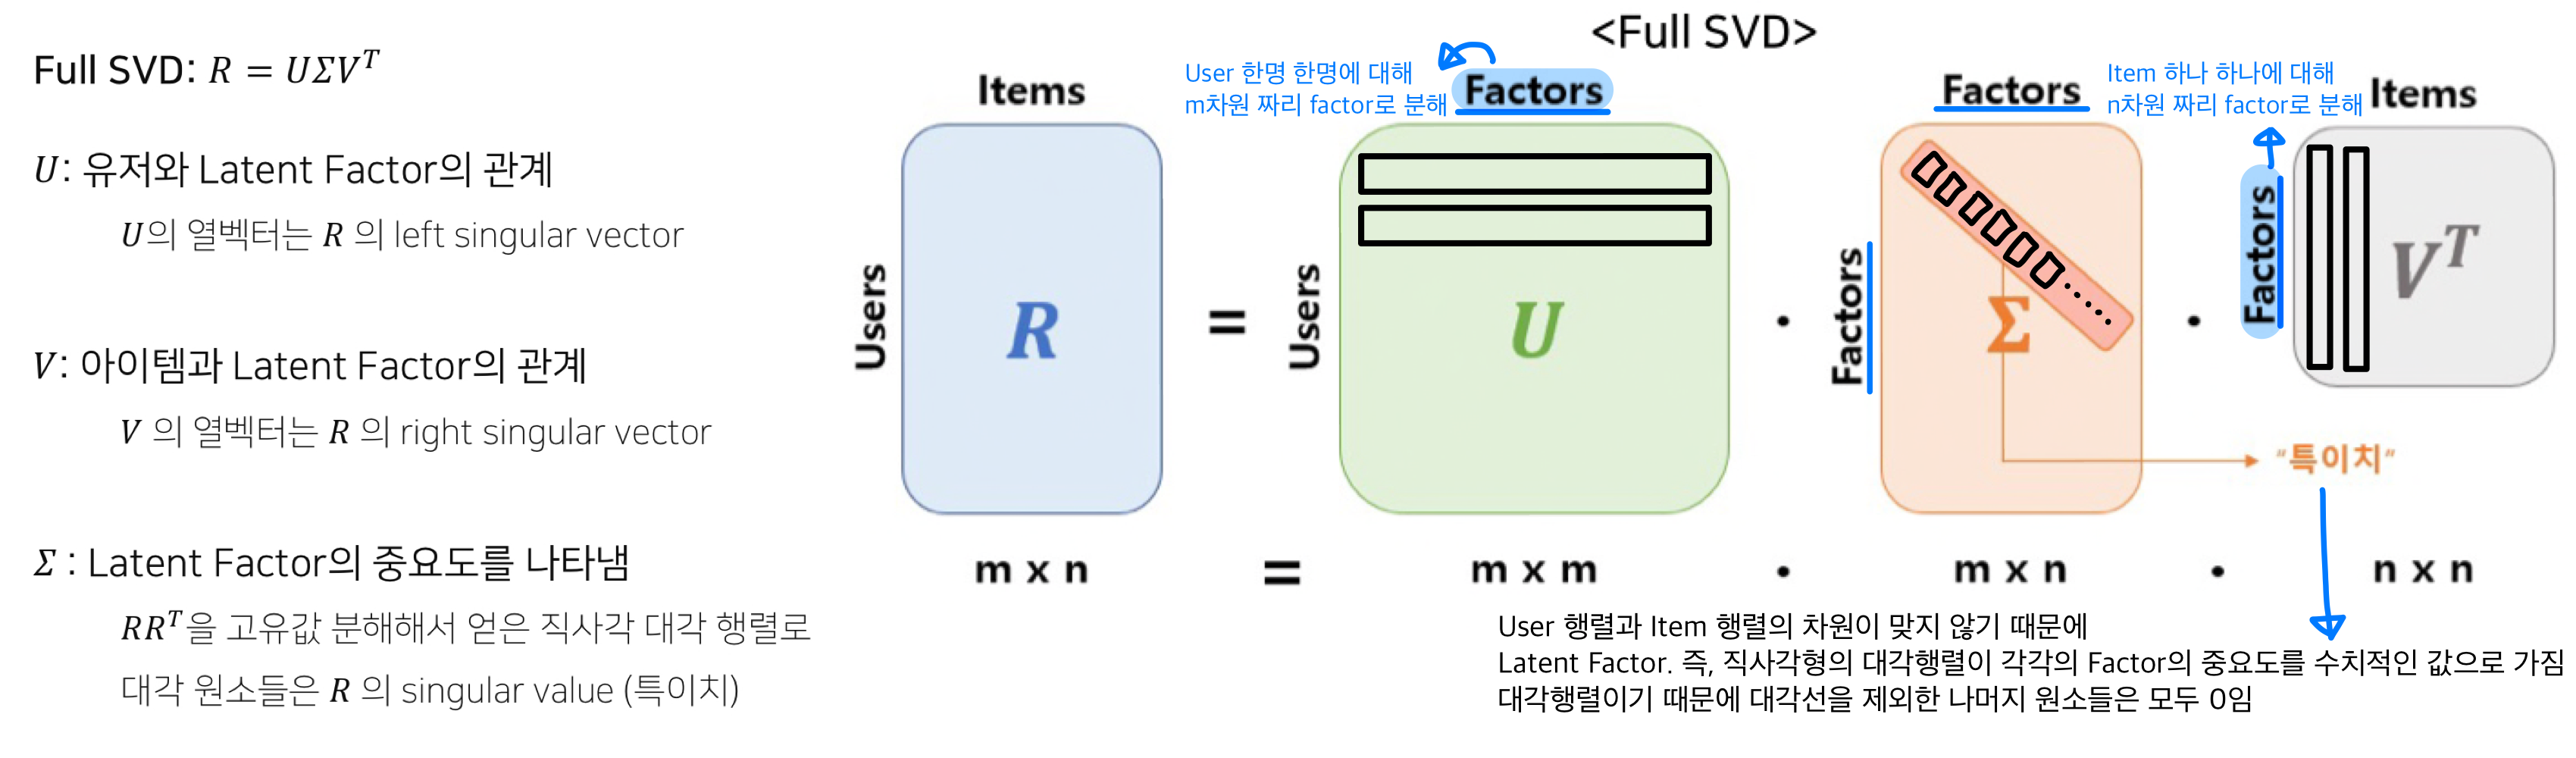 Full SVD: R = UΣVᵀ
U: 유저와 Latent Factor의 관계
U의 열벡터는 R 의 left singular vector
V: 아이템과 Latent Factor의 관계
V 의 열벡터는 R 의 right singular vector
Σ : Latent Factor의 중요도를 나타냄
RRᵀ을 고유값 분해해서 얻은 직사각 대각 행렬로
대각 원소들은 R 의 singular value (특이치)
<Full SVD>
Items
Users
R
=
User 한명 한명에 대해
m차원 짜리 factor로 분해
Factors
Users
U
·
Factors
Factors
Σ
·
Item 하나 하나에 대해
n차원 짜리 factor로 분해
Items
Factors
Vᵀ
“특이치”
m x n = m x m · m x n · n x n
User 행렬과 Item 행렬의 차원이 맞지 않기 때문에
Latent Factor. 즉, 직사각형의 대각행렬이 각각의 Factor의 중요도를 수치적인 값으로 가짐
대각행렬이기 때문에 대각선을 제외한 나머지 원소들은 모두 0임